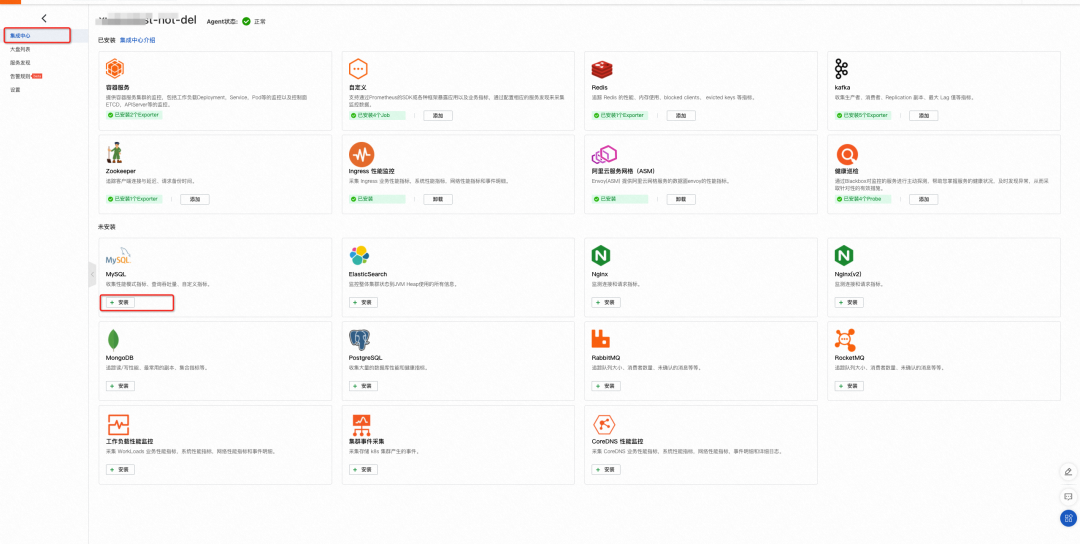 st-not-del Agent状态: 正常
集成中心
大盘列表
服务发现
告警规则
设置
已安装 集成中心介绍
容器服务
提供容器服务集群的监控，包括工作负载Deployment、Service、Pod等的监控以及控制面
ETCD、APIServer等的监控。
已安装2个Exporter
自定义
支持通过Prometheus的SDK或各种框架暴露应用以及业务指标，通过配置相应的服务发现来采集
监控数据。
已安装4个Job
添加
Redis
追踪 Redis 的性能、内存使用、blocked clients、 evicted keys 等指标。
已安装1个Exporter
添加
kafka
收集生产者、消费者、Replication 副本、最大 Lag 值等指标。
已安装5个Exporter
添加
Zookeeper
追踪客户端连接与延迟、请求备份时间。
已安装1个Exporter
添加
Ingress 性能监控
采集 Ingress 业务性能指标、系统性能指标、网络性能指标和事件明细。
已安装
卸载
阿里云服务网格（ASM）
Envoy(ASM) 提供阿里云网格服务的数据面envoy的性能指标。
已安装
卸载
健康巡检
通过Blackbox对监控的服务进行主动探测，帮助您掌握服务的健康状况，及时发现异常，从而采
取针对性的有效措施。
已安装4个Probe
添加
未安装
MySQL
MySQL
收集性能模式指标、查询吞吐量、自定义指标。
+ 安装
ElasticSearch
监控整体集群状态到JVM Heap使用的所有信息。
+ 安装
Nginx
监测连接和请求指标。
+ 安装
Nginx(v2)
监测连接和请求指标。
+ 安装
MongoDB
追踪读/写性能、最常用的副本、集合指标等。
+ 安装
PostgreSQL
收集大量的数据库性能和健康指标。
+ 安装
RabbitMQ
追踪队列大小、消费者数量、未确认的消息等等。
+ 安装
RocketMQ
追踪队列大小、消费者数量、未确认的消息等等。
+ 安装
工作负载性能监控
采集 WorkLoads 业务性能指标、系统性能指标、网络性能指标和事件明细。
+ 安装
集群事件采集
采集存储 k8s 集群产生的事件。
+ 安装
CoreDNS 性能监控
采集 CoreDNS 业务性能指标、系统性能指标、网络性能指标、事件明细和详细日志。
+ 安装